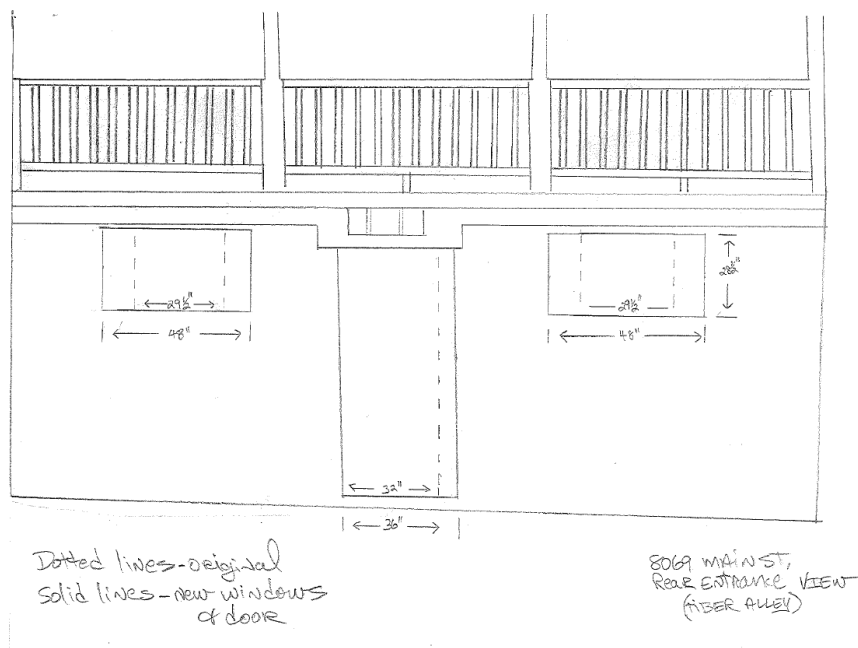 29½"
48"
29½"
48"
28½"
32"
36"
Dotted lines-original
Solid lines-new windows
& door
8069 MAIN ST,
REAR ENTRANCE VIEW
(TIBER ALLEY)